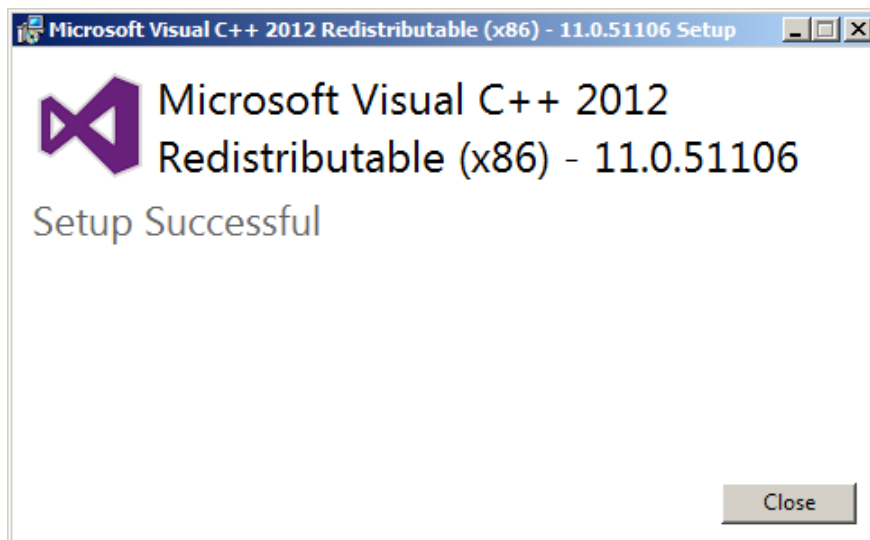 Microsoft Visual C++ 2012 Redistributable (x86) - 11.0.51106 Setup
Microsoft Visual C++ 2012
Redistributable (x86) - 11.0.51106
Setup Successful
Close